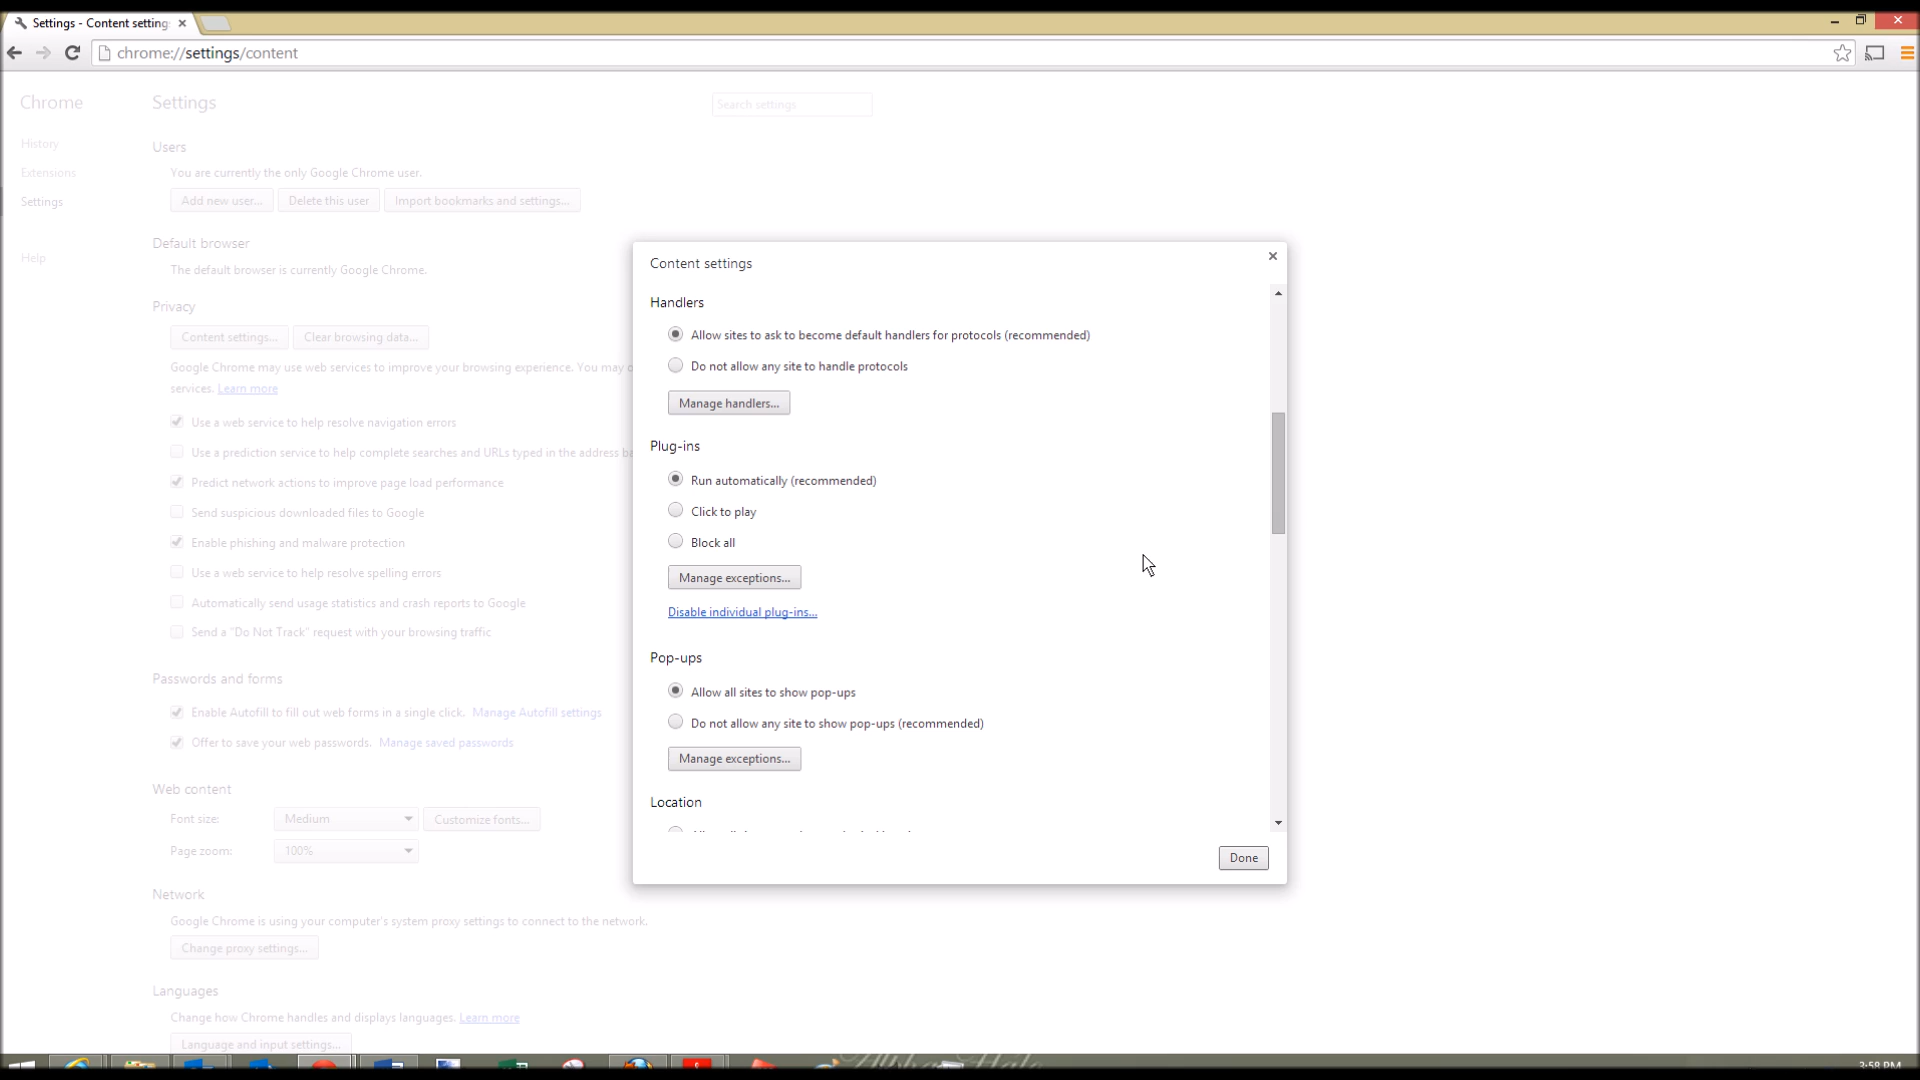 Settings - Content setting
chrome://settings/content
Chrome
Settings
Search settings
History
Extensions
Settings
Help
Users
You are currently the only Google Chrome user.
Add new user...
Delete this user
Import bookmarks and settings...
Default browser
The default browser is currently Google Chrome.
Privacy
Content settings...
Clear browsing data...
Google Chrome may use web services to improve your browsing experience. You may
services. Learn more
Use a web service to help resolve navigation errors
Use a prediction service to help complete searches and URLs typed in the address
Predict network actions to improve page load performance
Send suspicious downloaded files to Google
Enable phishing and malware protection
Use a web service to help resolve spelling errors
Automatically send usage statistics and crash reports to Google
Send a "Do Not Track" request with your browsing traffic
Passwords and forms
Enable Autofill to fill out web forms in a single click. Manage Autofill settings
Offer to save your web passwords. Manage saved passwords
Web content
Font size:
Medium
Customize fonts...
Page zoom:
100%
Network
Google Chrome is using your computer's system proxy settings to connect to the network.
Change proxy settings...
Languages
Change how Chrome handles and displays languages. Learn more
Language and input settings...
Content settings
Handlers
Allow sites to ask to become default handlers for protocols (recommended)
Do not allow any site to handle protocols
Manage handlers...
Plug-ins
Run automatically (recommended)
Click to play
Block all
Manage exceptions...
Disable individual plug-ins...
Pop-ups
Allow all sites to show pop-ups
Do not allow any site to show pop-ups (recommended)
Manage exceptions...
Location
Done
3:58 PM